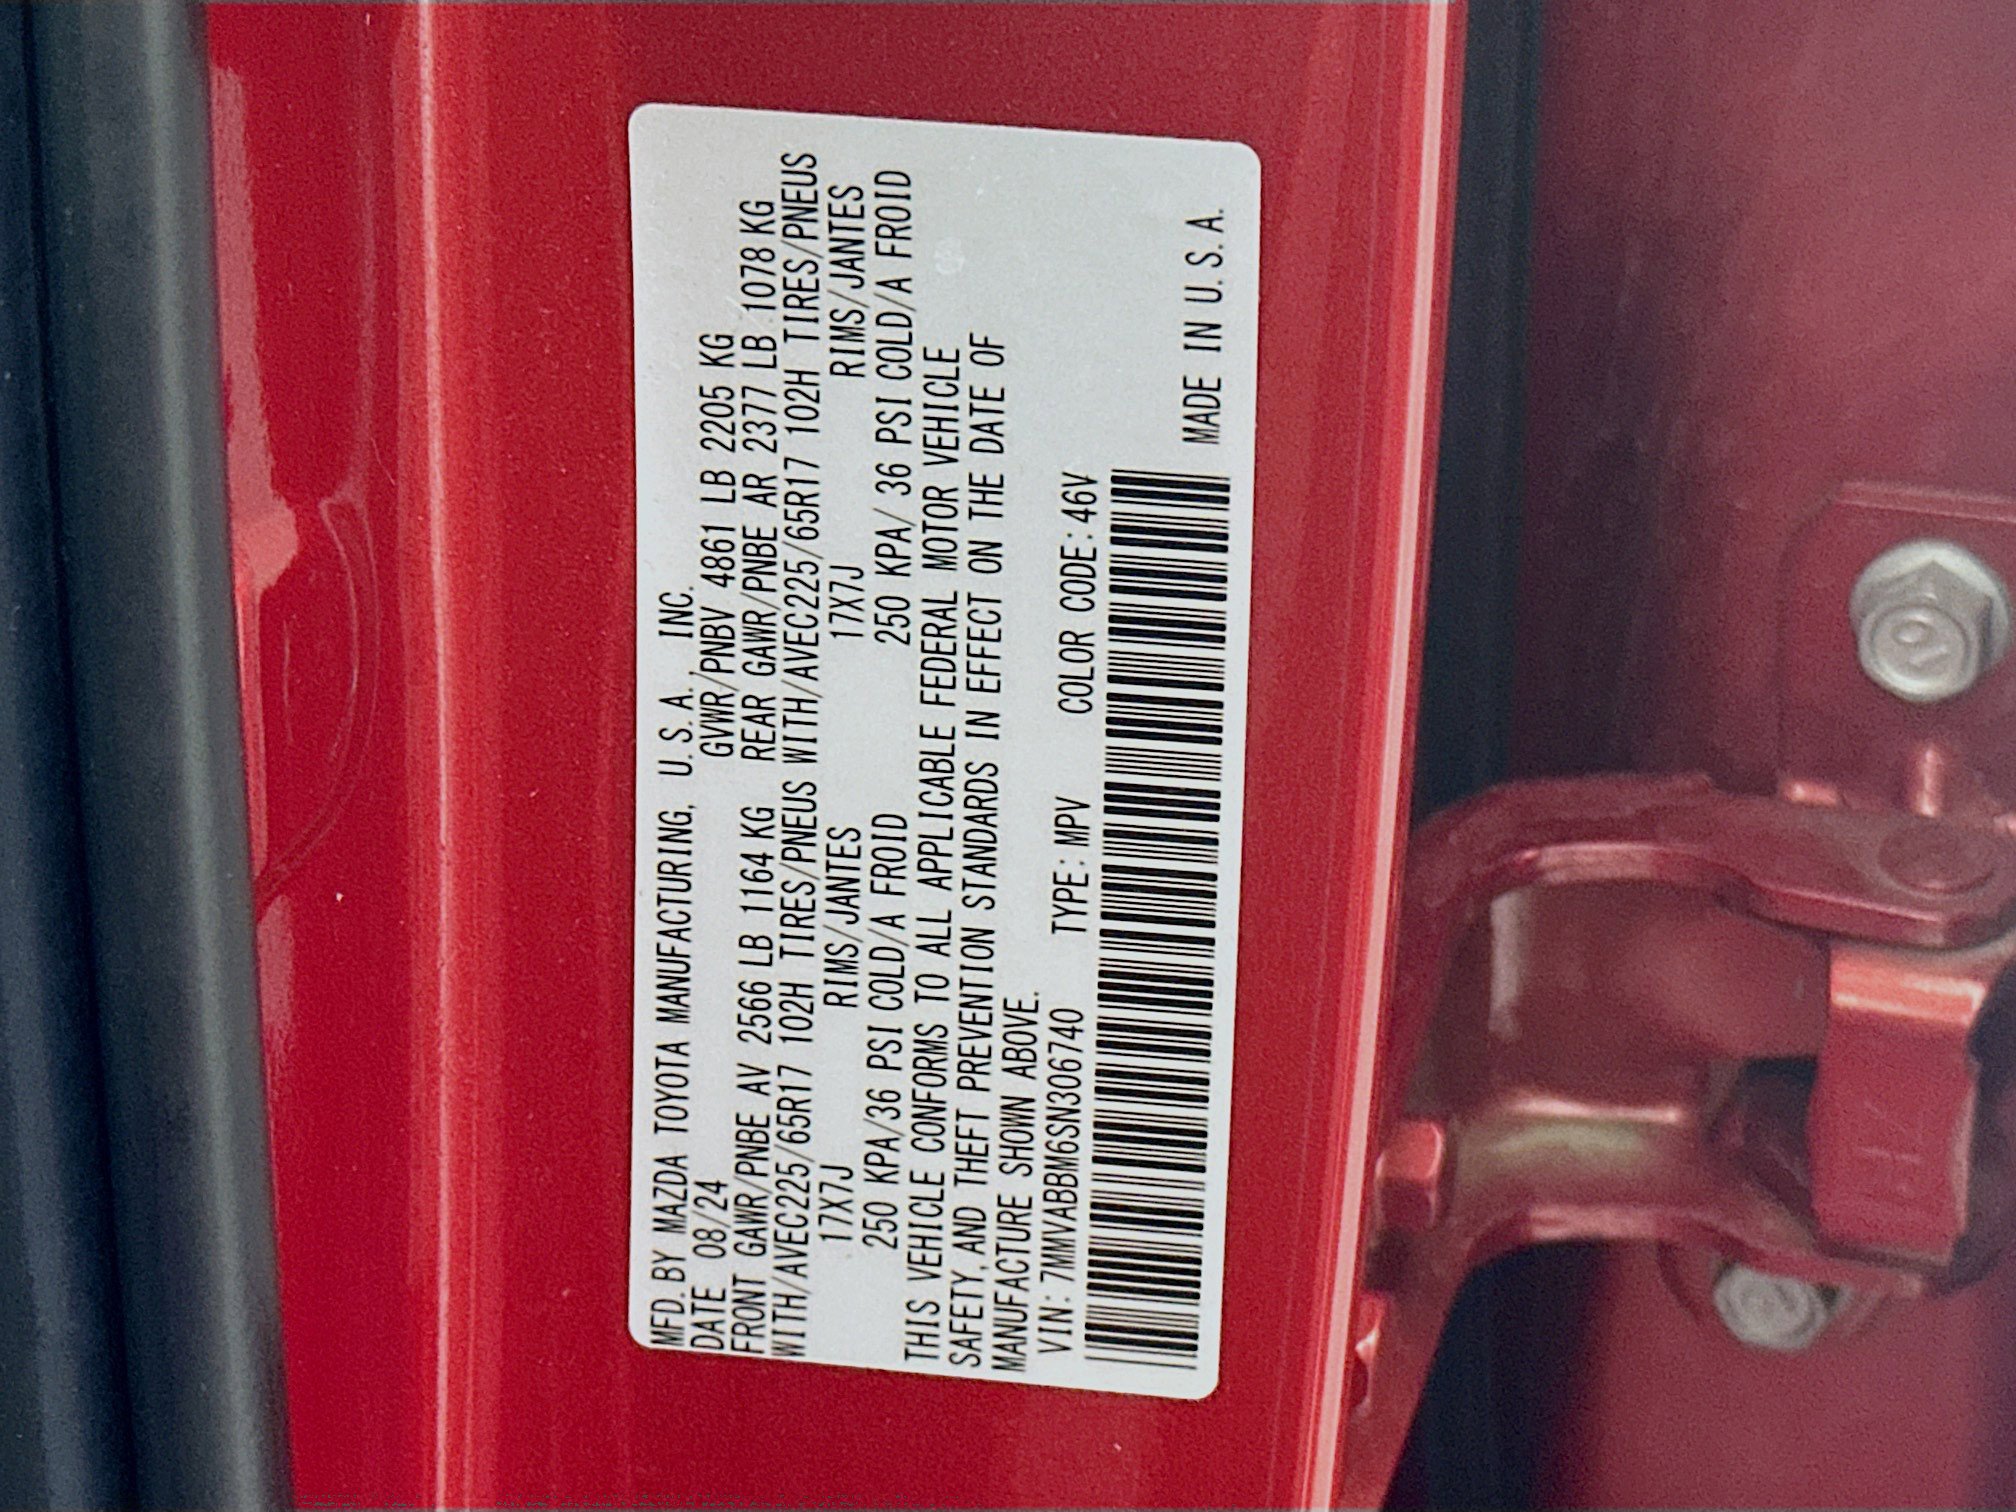 MFD. BY MAZDA TOYOTA MANUFACTURING, U.S.A., INC.
DATE 08/24 GVWR/PNBV 4861 LB 2205 KG
FRONT GAWR/PNBE AV 2566 LB 1164 KG REAR GAWR/PNBE AR 2377 LB 1078 KG
WITH/AVEC225/65R17 102H TIRES/PNEUS WITH/AVEC225/65R17 102H TIRES/PNEUS
17X7J RIMS/JANTES 17X7J RIMS/JANTES
250 KPA/36 PSI COLD/A FROID 250 KPA/ 36 PSI COLD/A FROID
THIS VEHICLE CONFORMS TO ALL APPLICABLE FEDERAL MOTOR VEHICLE
SAFETY, AND THEFT PREVENTION STANDARDS IN EFFECT ON THE DATE OF
MANUFACTURE SHOWN ABOVE.
VIN: 7MMVABBM6SN306740 TYPE: MPV COLOR CODE: 46V
MADE IN U.S.A.